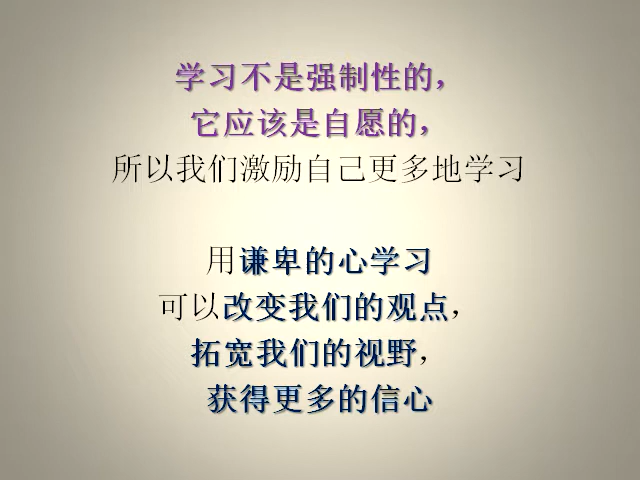 学习不是强制性的，
它应该是自愿的，
所以我们激励自己更多地学习
用谦卑的心学习
可以改变我们的观点，
拓宽我们的视野，
获得更多的信心